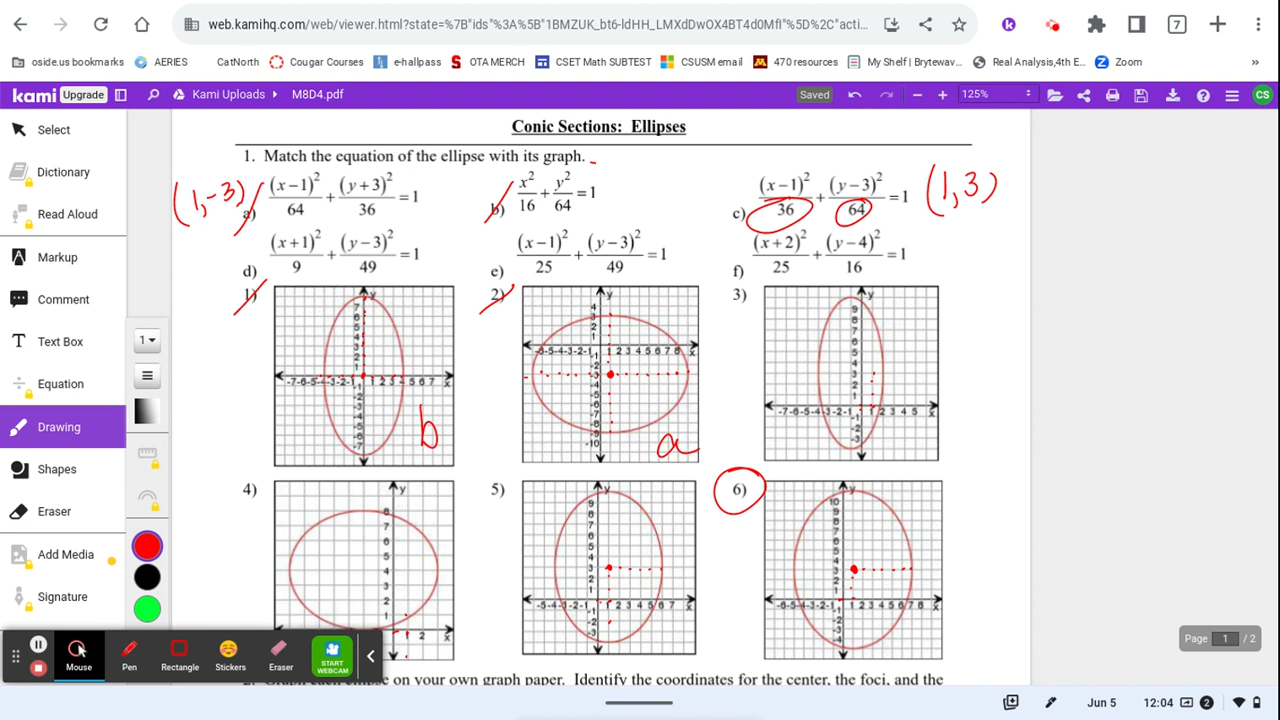 web.kamihq.com/web/viewer.html?state=%7B"ids"%3A%5B"1BMZUK_bt6-ldHH_LMXdDwOX4BT4d0MfI"%5D%2C"acti...
7
oside.us bookmarks AERIES CatNorth Cougar Courses e-hallpass OTA MERCH CSET Math SUBTEST CSUSM email 470 resources My Shelf | Brytewav... Real Analysis,4th E... Zoom »
kami Upgrade Kami Uploads M8D4.pdf Saved 125% CS
Select
Dictionary
Read Aloud
Markup
Comment
Text Box
Equation
Drawing
Shapes
Eraser
Add Media
Signature
1
Conic Sections: Ellipses
1. Match the equation of the ellipse with its graph.
(1,-3) a) (x−1)²/64 + (y+3)²/36 = 1 b) x²/16 + y²/64 = 1 c) (x−1)²/36 + (y−3)²/64 = 1 (1,3)
d) (x+1)²/9 + (y−3)²/49 = 1 e) (x−1)²/25 + (y−3)²/49 = 1 f) (x+2)²/25 + (y−4)²/16 = 1
1) 2) 3)
b a
4) 5) 6)
2. Graph each ellipse on your own graph paper. Identify the coordinates for the center, the foci, and the
Page 1 / 2
Mouse Pen Rectangle Stickers Eraser START WEBCAM
Jun 5 12:04 2